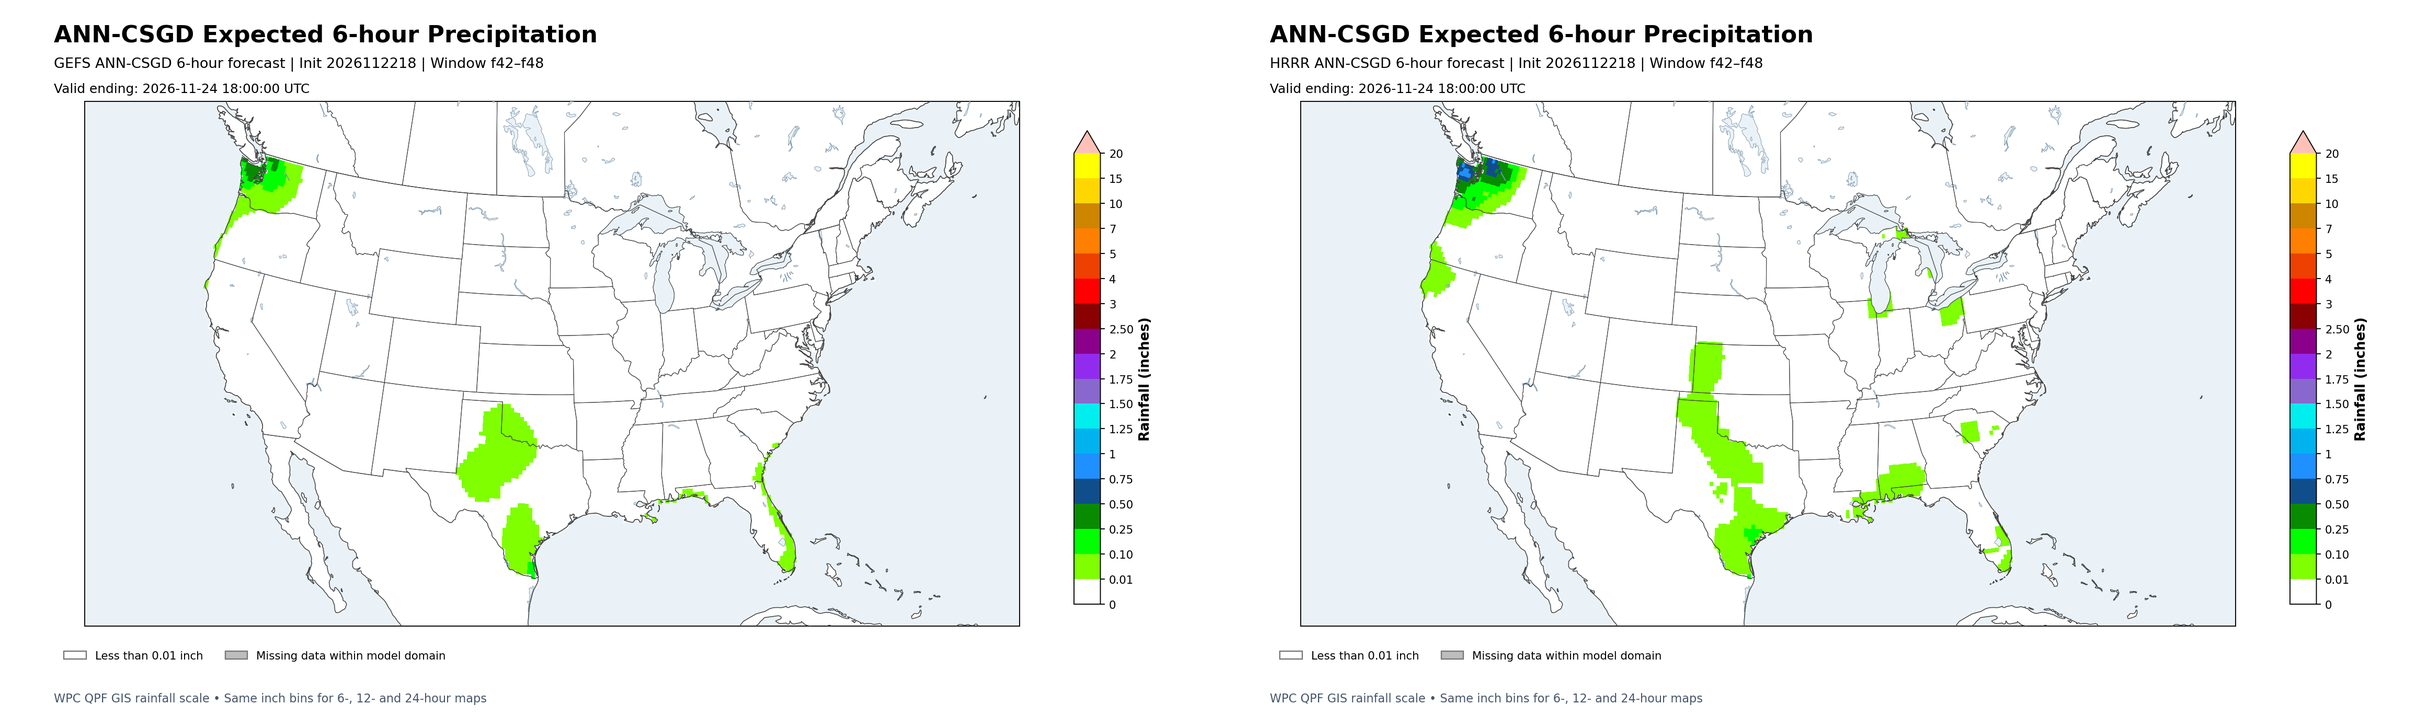 ANN-CSGD Expected 6-hour Precipitation
GEFS ANN-CSGD 6-hour forecast | Init 2026112218 | Window f42–f48
Valid ending: 2026-11-24 18:00:00 UTC
20
15
10
7
5
4
3
2.50
2
1.75
1.50
1.25
1
0.75
0.50
0.25
0.10
0.01
0
Rainfall (inches)
Less than 0.01 inch
Missing data within model domain
WPC QPF GIS rainfall scale • Same inch bins for 6-, 12- and 24-hour maps
ANN-CSGD Expected 6-hour Precipitation
HRRR ANN-CSGD 6-hour forecast | Init 2026112218 | Window f42–f48
Valid ending: 2026-11-24 18:00:00 UTC
20
15
10
7
5
4
3
2.50
2
1.75
1.50
1.25
1
0.75
0.50
0.25
0.10
0.01
0
Rainfall (inches)
Less than 0.01 inch
Missing data within model domain
WPC QPF GIS rainfall scale • Same inch bins for 6-, 12- and 24-hour maps